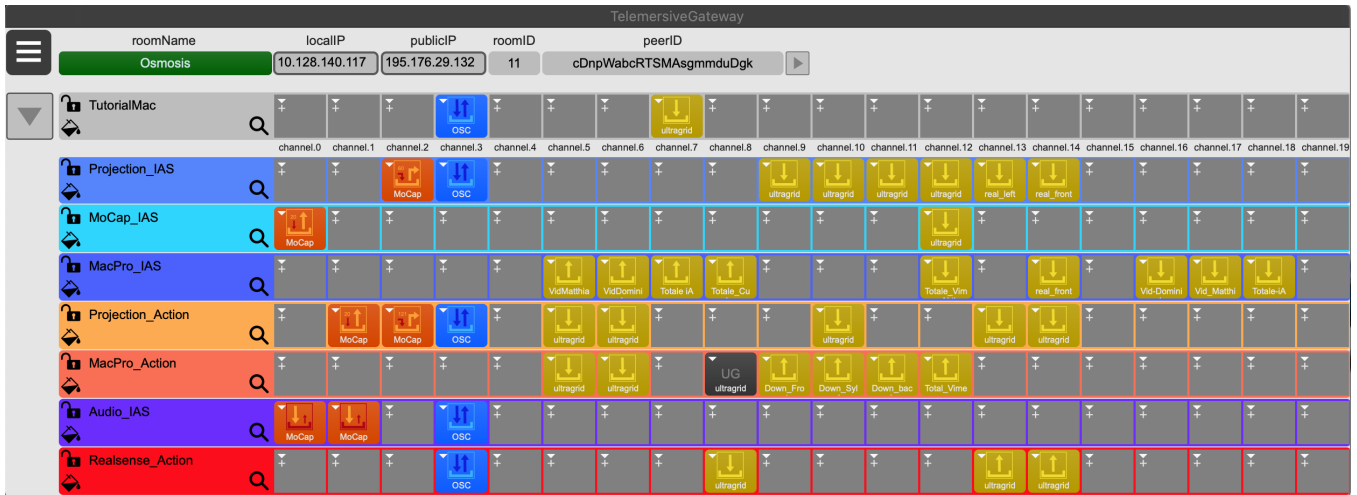 TelemersiveGateway
roomName localIP publicIP roomID peerID
Osmosis 10.128.140.117 195.176.29.132 11 cDnpWabcRTSMAsgmmduDgk
TutorialMac
OSC ultragrid
channel.0 channel.1 channel.2 channel.3 channel.4 channel.5 channel.6 channel.7 channel.8 channel.9 channel.10 channel.11 channel.12 channel.13 channel.14 channel.15 channel.16 channel.17 channel.18 channel.19
Projection_IAS
MoCap OSC ultragrid ultragrid ultragrid ultragrid real_left real_front
MoCap_IAS
MoCap ultragrid
MacPro_IAS
VidMatthia VidDomini Totale iA Totale_Cu Totale_Vim real_front Vid-Domini Vid_Matthi Totale-iA
Projection_Action
MoCap MoCap OSC ultragrid ultragrid ultragrid ultragrid ultragrid
MacPro_Action
UG
ultragrid ultragrid ultragrid Down_Fro Down_Syl Down_bac Total_Vime
Audio_IAS
MoCap MoCap OSC
Realsense_Action
OSC ultragrid ultragrid ultragrid